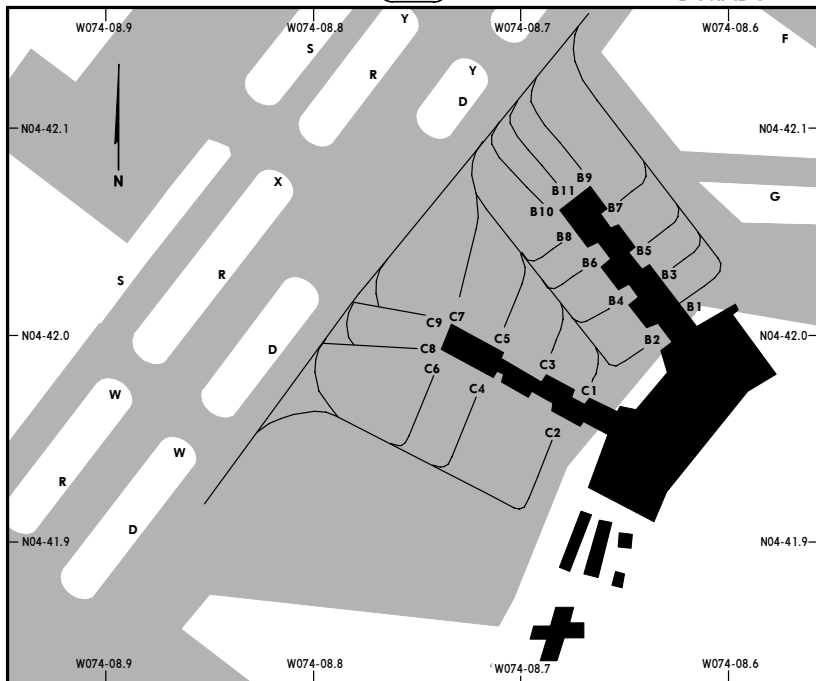 W074-08.9
W074-08.8
W074-08.7
W074-08.6
Y
S
R
Y
D
F
N04-42.1
N04-42.1
N
X
B9
B11
B7
B10
G
B8
B5
B6
B3
R
S
B4
B1
C7
C9
N04-42.0
N04-42.0
C5
B2
C8
D
C3
C6
C4
C1
W
C2
W
R
D
N04-41.9
N04-41.9
W074-08.9
W074-08.8
W074-08.7
W074-08.6